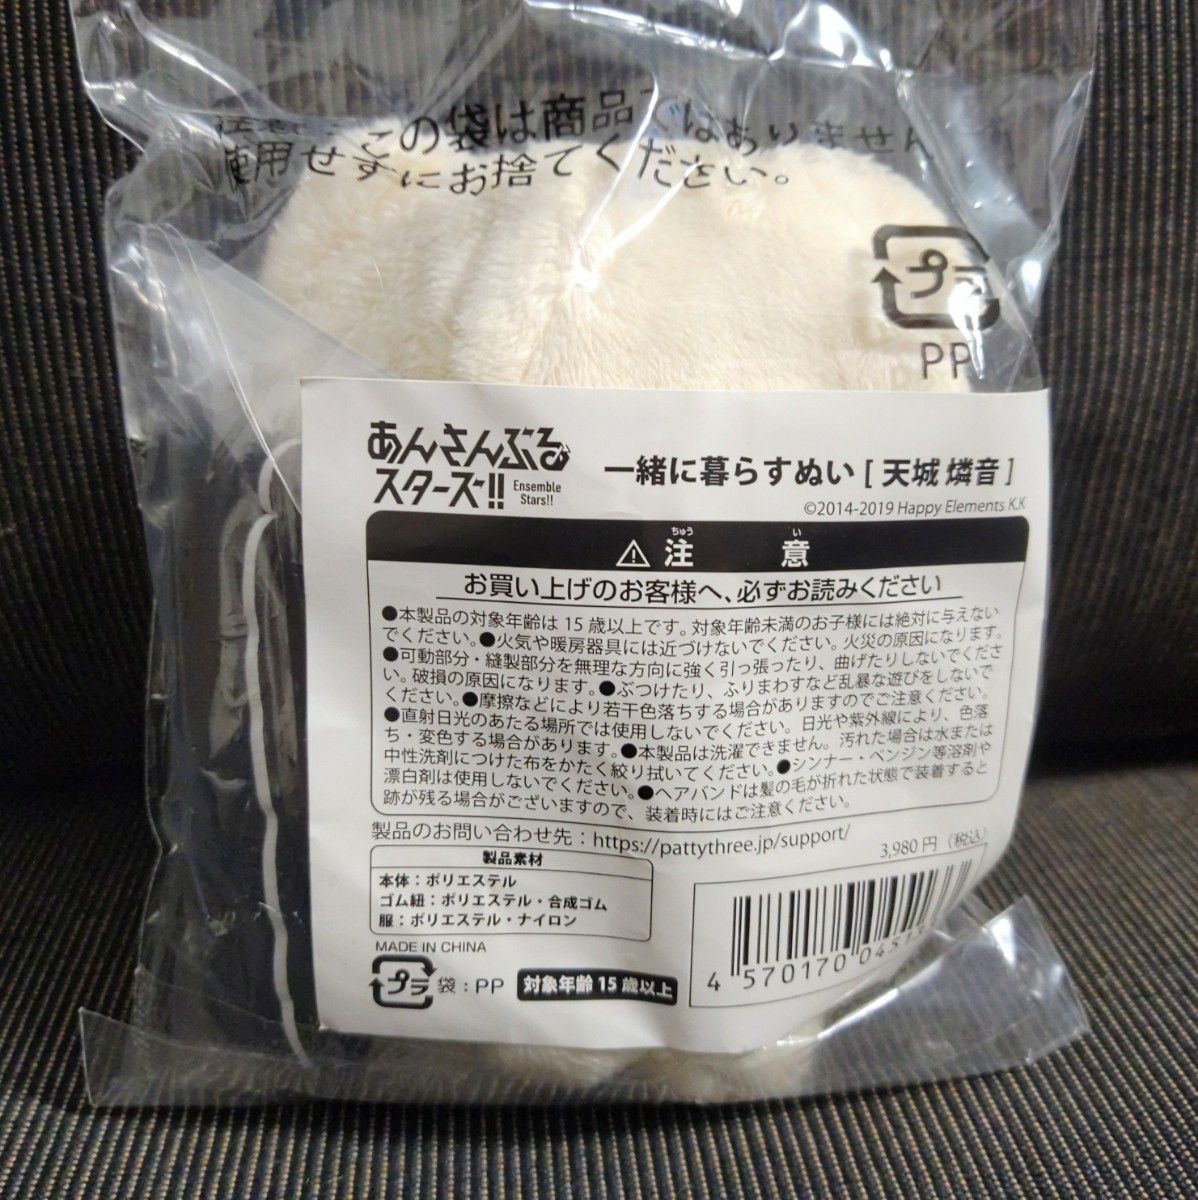 注意：この袋は商品ではありません
使用せずにお捨てください。
プラ
PP
あんさんぶる
スターズ!!
Ensemble
Stars!!
一緒に暮らすぬい [ 天城 燐音 ]
©2014-2019 Happy Elements K.K
ちゅう い
⚠ 注 意
お買い上げのお客様へ、必ずお読みください
●本製品の対象年齢は 15 歳以上です。対象年齢未満のお子様には絶対に与えない
でください。●火気や暖房器具には近づけないでください。火災の原因になります。
●可動部分・縫製部分を無理な方向に強く引っ張ったり、曲げたりしないでくださ
い。破損の原因になります。●ぶつけたり、ふりまわすなど乱暴な遊びをしないで
ください。●摩擦などにより若干色落ちする場合がありますのでご注意ください。
●直射日光のあたる場所では使用しないでください。日光や紫外線により、色落
ち・変色する場合があります。●本製品は洗濯できません。汚れた場合は水または
中性洗剤につけた布をかたく絞り拭いてください。●シンナー・ベンジン等溶剤や
漂白剤は使用しないでください。●ヘアバンドは髪の毛が折れた状態で装着すると
跡が残る場合がございますので、装着時にはご注意ください。
製品のお問い合わせ先：https://pattythree.jp/support/
3,980円（税込）
製品素材
本体：ポリエステル
ゴム紐：ポリエステル・合成ゴム
服：ポリエステル・ナイロン
MADE IN CHINA
プラ 袋：PP
対象年齢 15 歳以上
4 570170